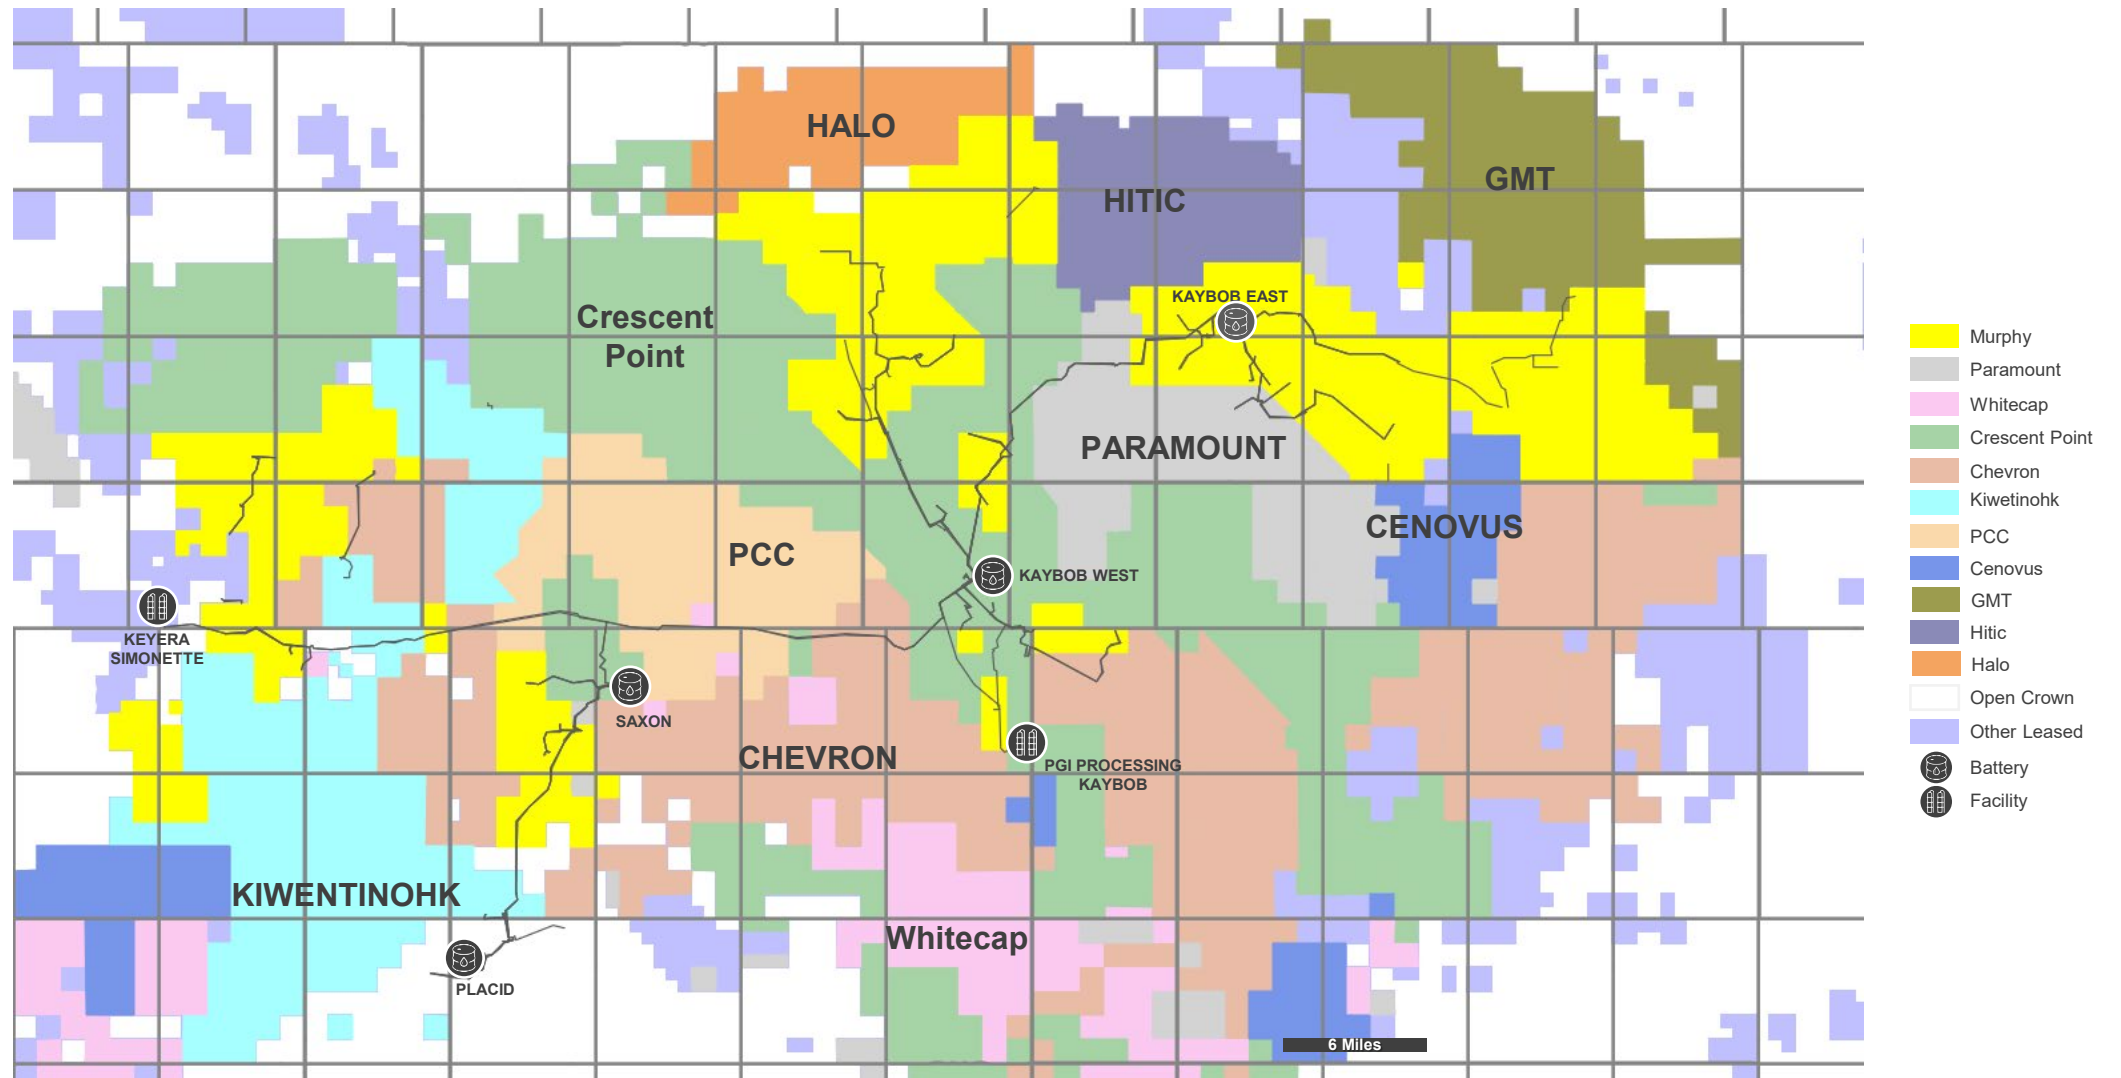 HALO
HITIC
GMT
KAYBOB EAST
Crescent
Point
PARAMOUNT
CENOVUS
PCC
KAYBOB WEST
KEYERA
SIMONETTE
SAXON
CHEVRON
PGI PROCESSING
KAYBOB
KIWENTINOHK
Whitecap
PLACID
6 Miles
Murphy
Paramount
Whitecap
Crescent Point
Chevron
Kiwetinohk
PCC
Cenovus
GMT
Hitic
Halo
Open Crown
Other Leased
Battery
Facility